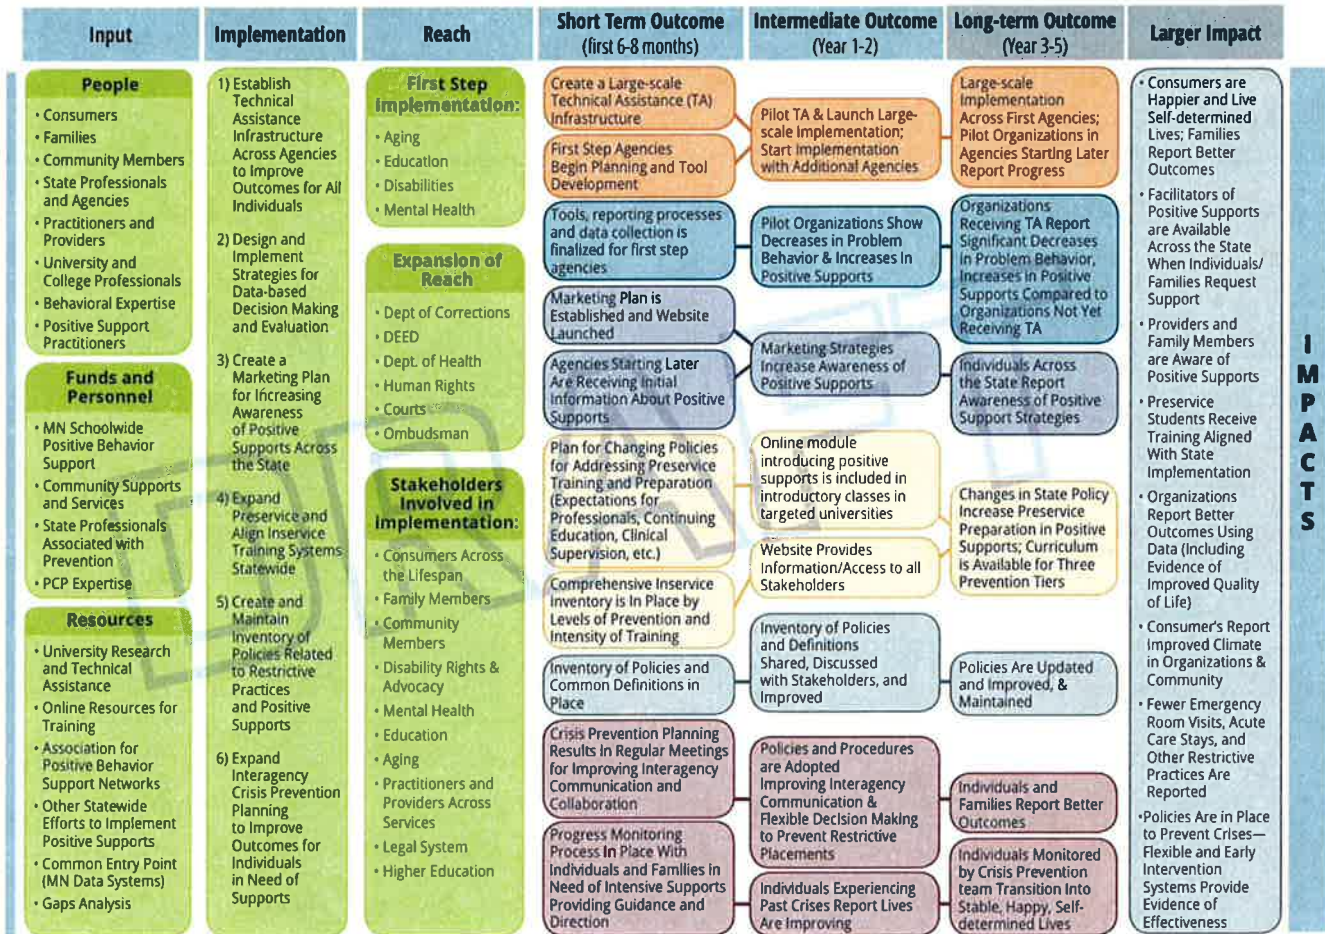 Input
Implementation
Reach
Short Term Outcome
(first 6-8 months)
Intermediate Outcome
(Year 1-2)
Long-term Outcome
(Year 3-5)
Larger Impact
People
• Consumers
• Families
• Community Members
• State Professionals
and Agencies
• Practitioners and
Providers
• University and
College Professionals
• Behavioral Expertise
• Positive Support
Practitioners
Funds and
Personnel
• MN Schoolwide
Positive Behavior
Support
• Community Supports
and Services
• State Professionals
Associated with
Prevention
• PCP Expertise
Resources
• University Research
and Technical
Assistance
• Online Resources for
Training
• Association for
Positive Behavior
Support Networks
• Other Statewide
Efforts to Implement
Positive Supports
• Common Entry Point
(MN Data Systems)
• Gaps Analysis
1) Establish
Technical
Assistance
Infrastructure
Across Agencies
to Improve
Outcomes for All
Individuals
2) Design and
Implement
Strategies for
Data-based
Decision Making
and Evaluation
3) Create a
Marketing Plan
for Increasing
Awareness
of Positive
Supports Across
the State
4) Expand
Preservice and
Align Inservice
Training Systems
Statewide
5) Create and
Maintain
Inventory of
Policies Related
to Restrictive
Practices
and Positive
Supports
6) Expand
Interagency
Crisis Prevention
Planning
to Improve
Outcomes for
Individuals
in Need of
Supports
First Step
Implementation:
• Aging
• Education
• Disabilities
• Mental Health
Expansion of
Reach
• Dept of Corrections
• DEED
• Dept. of Health
• Human Rights
• Courts
• Ombudsman
Stakeholders
Involved in
Implementation:
• Consumers Across
the Lifespan
• Family Members
• Community
Members
• Disability Rights &
Advocacy
• Mental Health
• Education
• Aging
• Practitioners and
Providers Across
Services
• Legal System
• Higher Education
Create a Large-scale
Technical Assistance (TA)
Infrastructure
First Step Agencies
Begin Planning and Tool
Development
Tools, reporting processes
and data collection is
finalized for first step
agencies
Marketing Plan is
Established and Website
Launched
Agencies Starting Later
Are Receiving Initial
Information About Positive
Supports
Plan for Changing Policies
for Addressing Preservice
Training and Preparation
(Expectations for
Professionals, Continuing
Education, Clinical
Supervision, etc.)
Comprehensive Inservice
Inventory is In Place by
Levels of Prevention and
Intensity of Training
Inventory of Policies and
Common Definitions in
Place
Crisis Prevention Planning
Results in Regular Meetings
for Improving Interagency
Communication and
Collaboration
Progress Monitoring
Process In Place With
Individuals and Families in
Need of Intensive Supports
Providing Guidance and
Direction
Pilot TA & Launch Large-
scale Implementation;
Start Implementation
with Additional Agencies
Pilot Organizations Show
Decreases in Problem
Behavior & Increases In
Positive Supports
Marketing Strategies
Increase Awareness of
Positive Supports
Online module
introducing positive
supports is included in
introductory classes in
targeted universities
Website Provides
Information/Access to all
Stakeholders
Inventory of Policies
and Definitions
Shared, Discussed
with Stakeholders, and
Improved
Policies and Procedures
are Adopted
Improving Interagency
Communication &
Flexible Decision Making
to Prevent Restrictive
Placements
Individuals Experiencing
Past Crises Report Lives
Are Improving
Large-scale
Implementation
Across First Agencies;
Pilot Organizations in
Agencies Starting Later
Report Progress
Organizations
Receiving TA Report
Significant Decreases
in Problem Behavior,
Increases in Positive
Supports Compared to
Organizations Not Yet
Receiving TA
Individuals Across
the State Report
Awareness of Positive
Support Strategies
Changes in State Policy
Increase Preservice
Preparation in Positive
Supports; Curriculum
is Available for Three
Prevention Tiers
Policies Are Updated
and Improved, &
Maintained
Individuals and
Families Report Better
Outcomes
Individuals Monitored
by Crisis Prevention
team Transition Into
Stable, Happy, Self-
determined Lives
• Consumers are
Happier and Live
Self-determined
Lives; Families
Report Better
Outcomes
• Facilitators of
Positive Supports
are Available
Across the State
When Individuals/
Families Request
Support
• Providers and
Family Members
are Aware of
Positive Supports
• Preservice
Students Receive
Training Aligned
With State
Implementation
• Organizations
Report Better
Outcomes Using
Data (Including
Evidence of
Improved Quality
of Life)
• Consumer's Report
Improved Climate
in Organizations &
Community
• Fewer Emergency
Room Visits, Acute
Care Stays, and
Other Restrictive
Practices Are
Reported
•Policies Are in Place
to Prevent Crises—
Flexible and Early
Intervention
Systems Provide
Evidence of
Effectiveness
IMPACTS
DRAFT